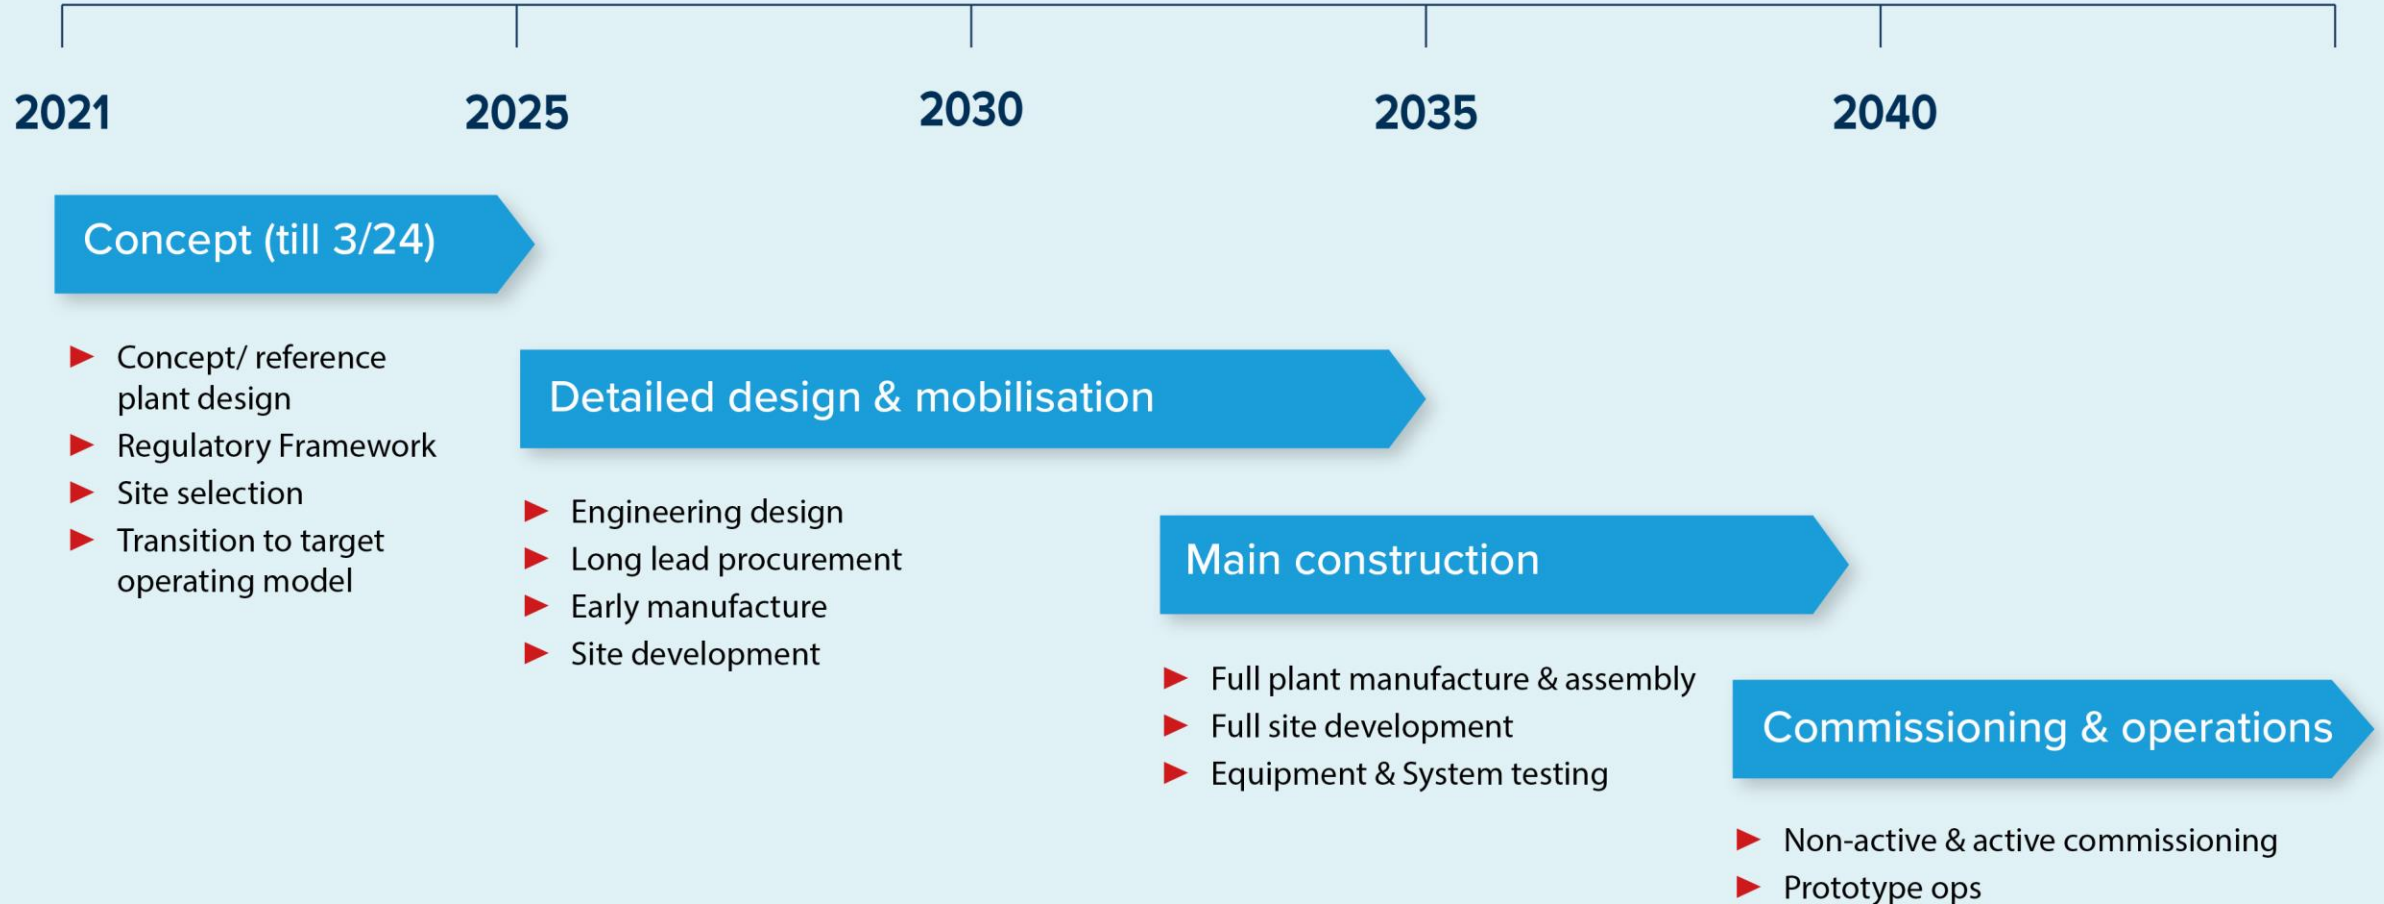 2021 2025 2030 2035 2040
Concept (till 3/24)
Concept/ reference
plant design
Regulatory Framework
Site selection
Transition to target
operating model
Detailed design & mobilisation
Engineering design
Long lead procurement
Early manufacture
Site development
Main construction
Full plant manufacture & assembly
Full site development
Equipment & System testing
Commissioning & operations
Non-active & active commissioning
Prototype ops